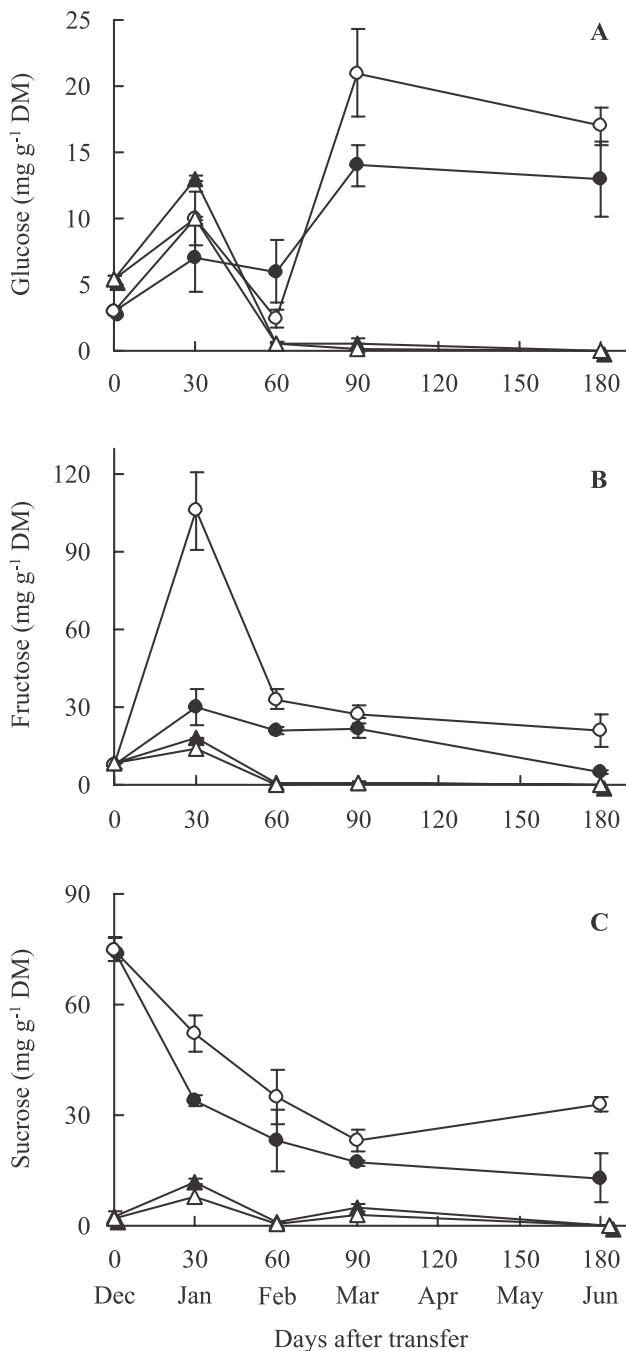 A
Glucose (mg g⁻¹ DM)
25
20
15
10
5
0
0 30 60 90 120 150 180
B
Fructose (mg g⁻¹ DM)
120
90
60
30
0
0 30 60 90 120 150 180
C
Sucrose (mg g⁻¹ DM)
90
60
30
0
0 30 60 90 120 150 180
Dec Jan Feb Mar Apr May Jun
Days after transfer